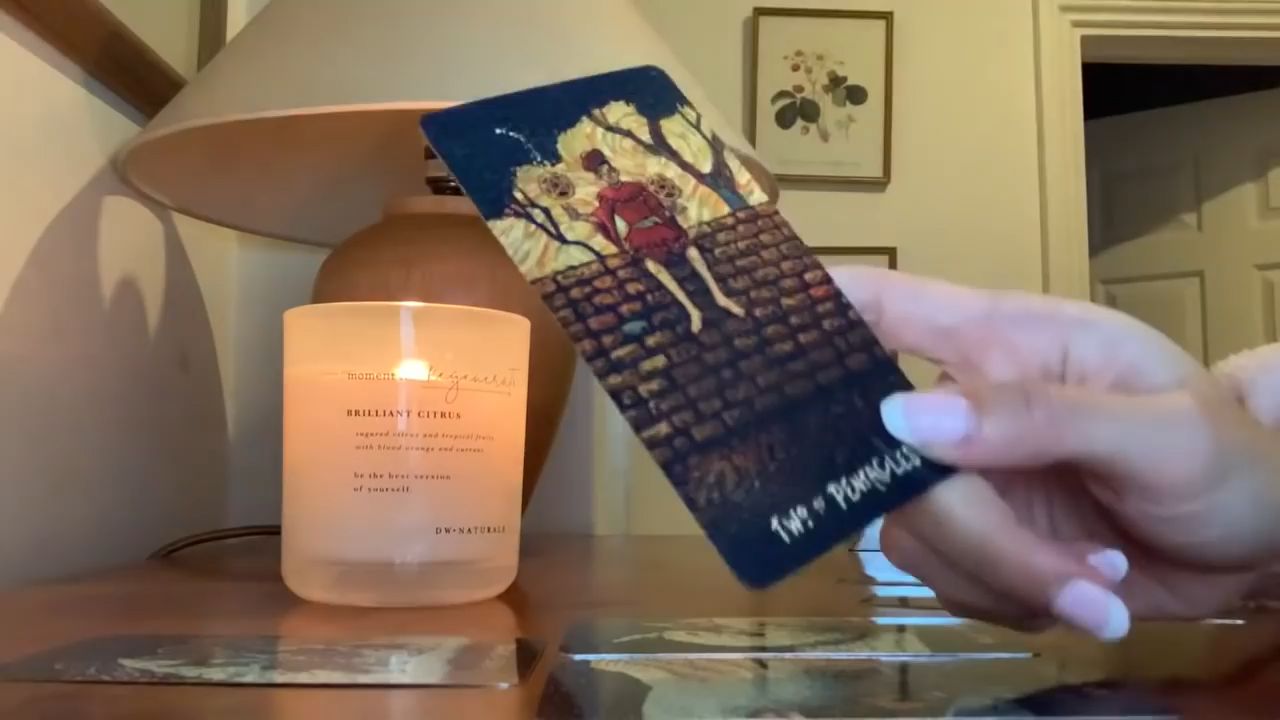 moment
BRILLIANT CITRUS
sugared citrus and tropical fruits
with blood orange and currant
be the best version
of yourself.
DW•NATURALS
TWO OF PENTACLES